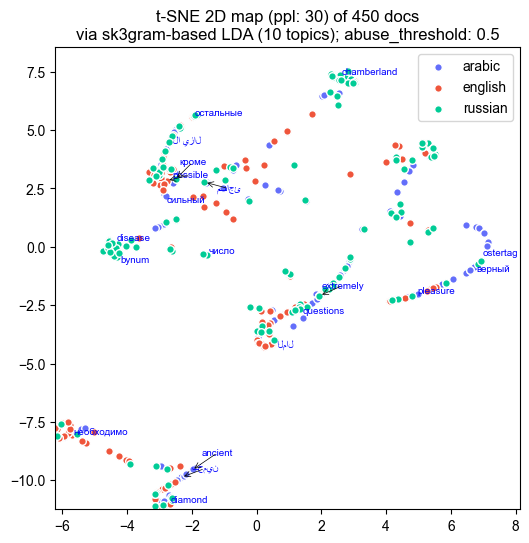 t-SNE 2D map (ppl: 30) of 450 docs
via sk3gram-based LDA (10 topics); abuse_threshold: 0.5
arabic
english
russian
7.5
5.0
2.5
0.0
−2.5
−5.0
−7.5
−10.0
chamberland
остальные
لا يزال
кроме
possible
сильный
disease
число
bynum
ostertag
верный
extremely
pleasure
questions
المال
необходимо
ancient
diamond
−6
−4
−2
0
2
4
6
8